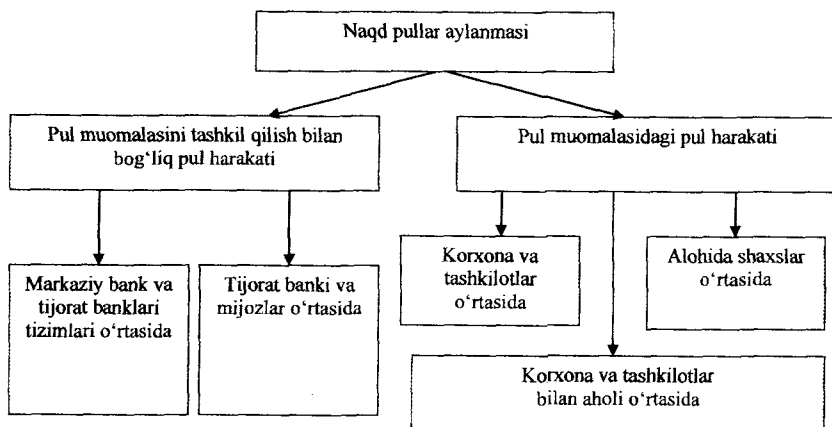 Naqd pullar aylanmasi
Pul muomalasini tashkil qilish bilan
bog‘liq pul harakati
Pul muomalasidagi pul harakati
Markaziy bank va
tijorat banklari
tizimlari o‘rtasida
Tijorat banki va
mijozlar o‘rtasida
Korxona va
tashkilotlar
o‘rtasida
Alohida shaxslar
o‘rtasida
Korxona va tashkilotlar
bilan aholi o‘rtasida